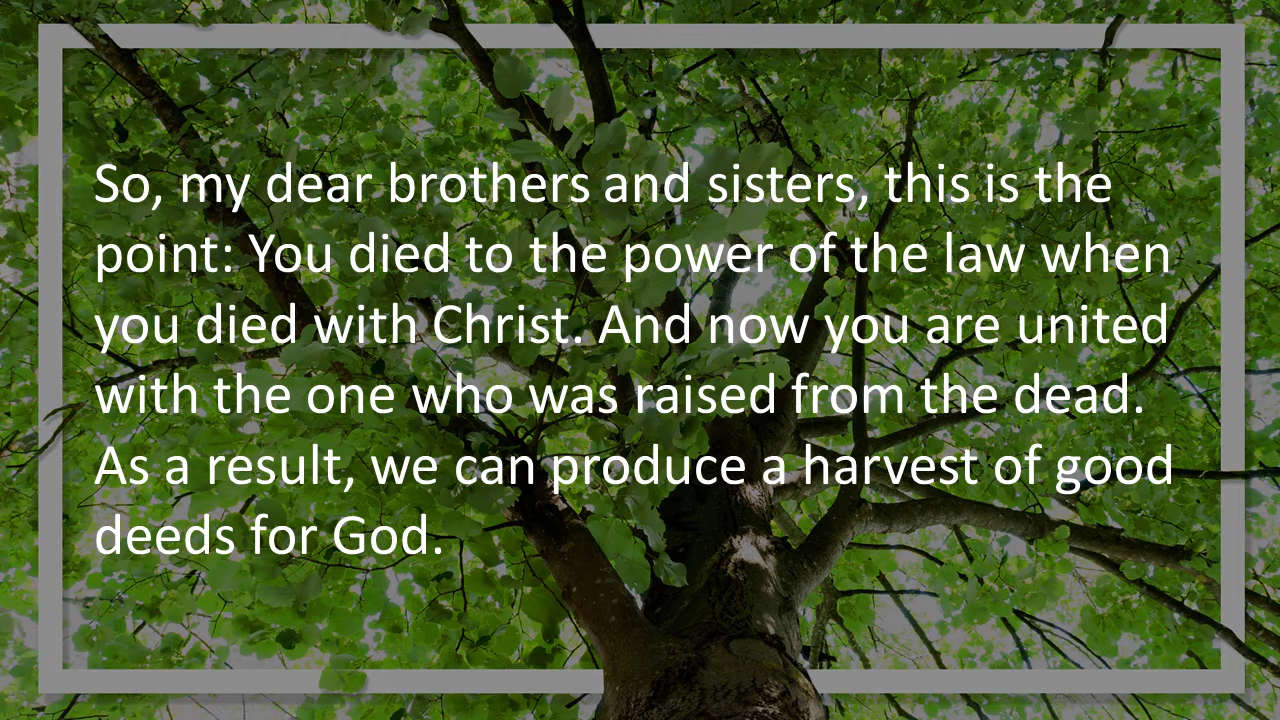 So, my dear brothers and sisters, this is the
point: You died to the power of the law when
you died with Christ. And now you are united
with the one who was raised from the dead.
As a result, we can produce a harvest of good
deeds for God.